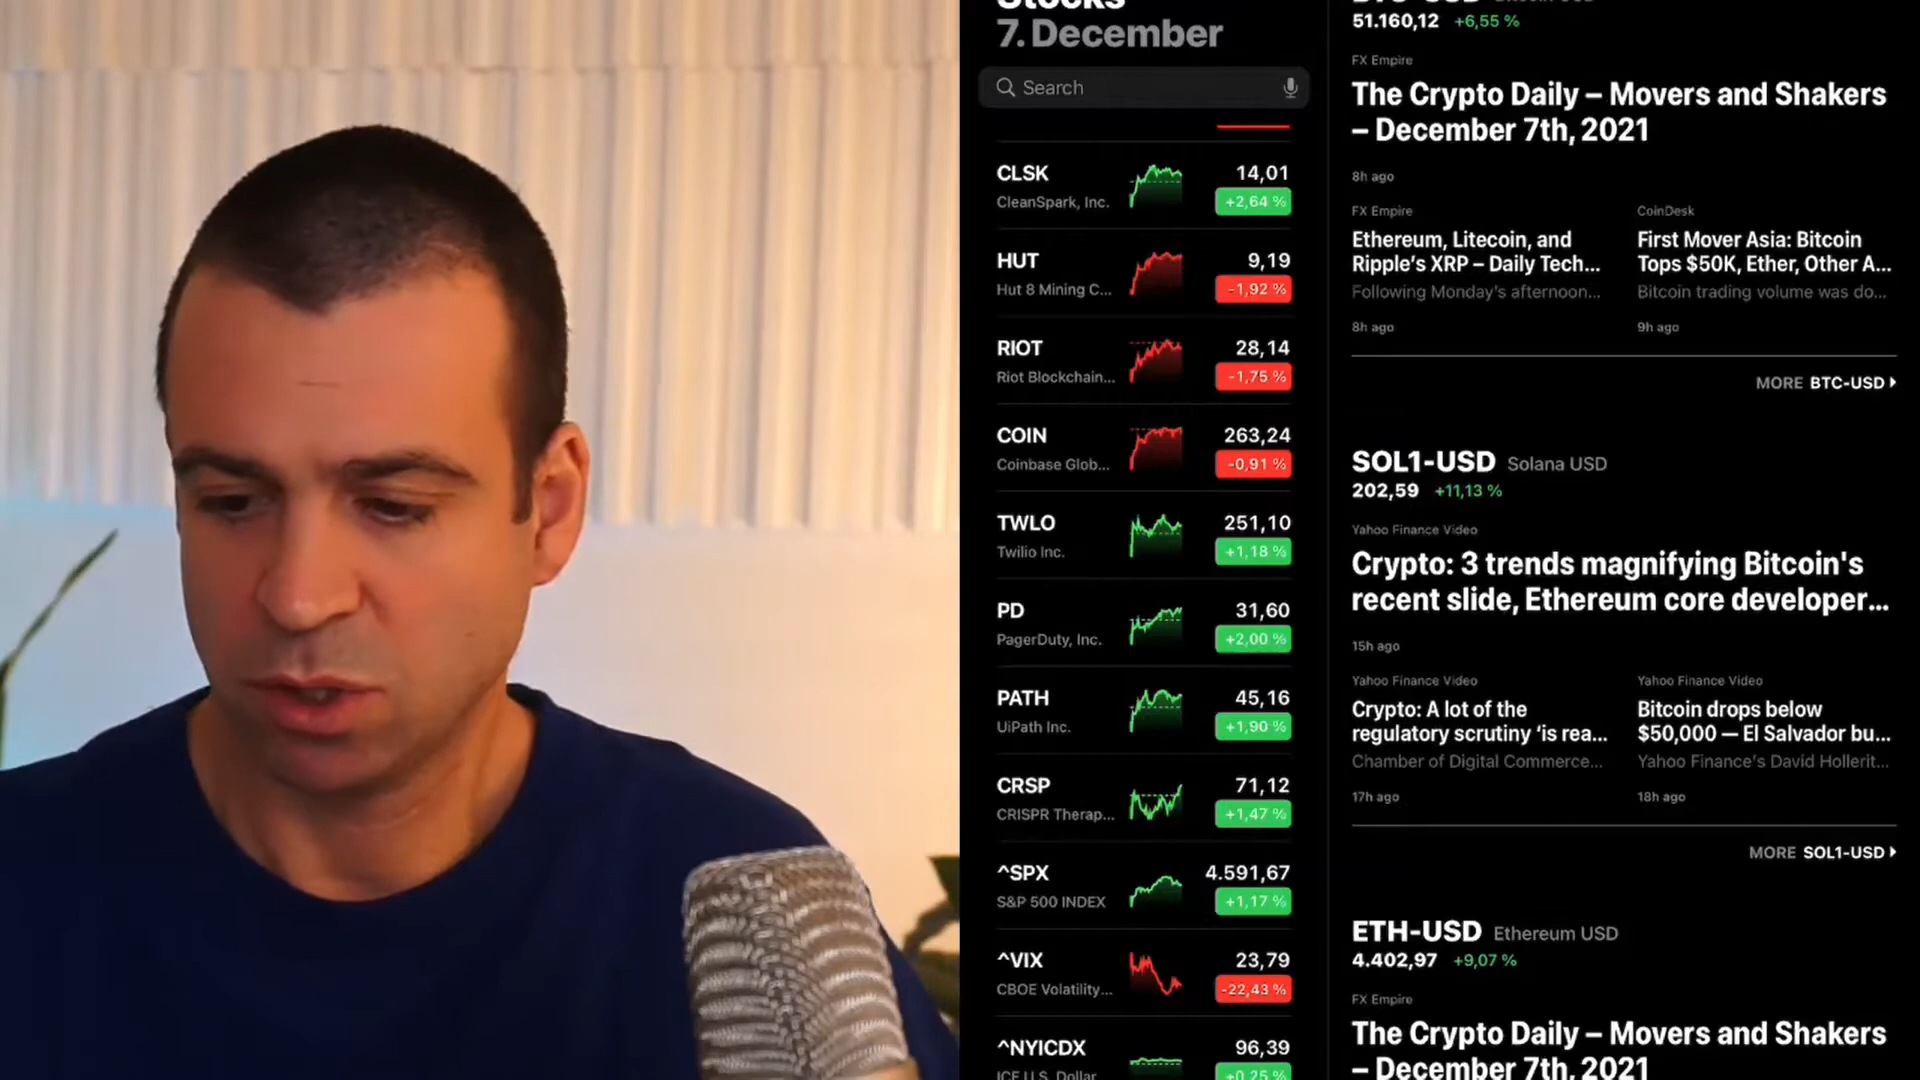 Stocks
7. December
Search
CLSK 14,01
CleanSpark, Inc. +2,64 %
HUT 9,19
Hut 8 Mining C... -1,92 %
RIOT 28,14
Riot Blockchain... -1,75 %
COIN 263,24
Coinbase Glob... -0,91 %
TWLO 251,10
Twilio Inc. +1,18 %
PD 31,60
PagerDuty, Inc. +2,00 %
PATH 45,16
UiPath Inc. +1,90 %
CRSP 71,12
CRISPR Therap... +1,47 %
^SPX 4.591,67
S&P 500 INDEX +1,17 %
^VIX 23,79
CBOE Volatility... -22,43 %
^NYICDX 96,39
ICE U.S. Dollar +0,25 %
BTC-USD Bitcoin USD
51.160,12 +6,55 %
FX Empire
The Crypto Daily – Movers and Shakers
– December 7th, 2021
8h ago
FX Empire
Ethereum, Litecoin, and
Ripple's XRP – Daily Tech...
Following Monday's afternoon...
8h ago
CoinDesk
First Mover Asia: Bitcoin
Tops $50K, Ether, Other A...
Bitcoin trading volume was do...
9h ago
MORE BTC-USD
SOL1-USD Solana USD
202,59 +11,13 %
Yahoo Finance Video
Crypto: 3 trends magnifying Bitcoin's
recent slide, Ethereum core developer...
15h ago
Yahoo Finance Video
Crypto: A lot of the
regulatory scrutiny 'is rea...
Chamber of Digital Commerce...
17h ago
Yahoo Finance Video
Bitcoin drops below
$50,000 — El Salvador bu...
Yahoo Finance's David Hollerit...
18h ago
MORE SOL1-USD
ETH-USD Ethereum USD
4.402,97 +9,07 %
FX Empire
The Crypto Daily – Movers and Shakers
– December 7th, 2021